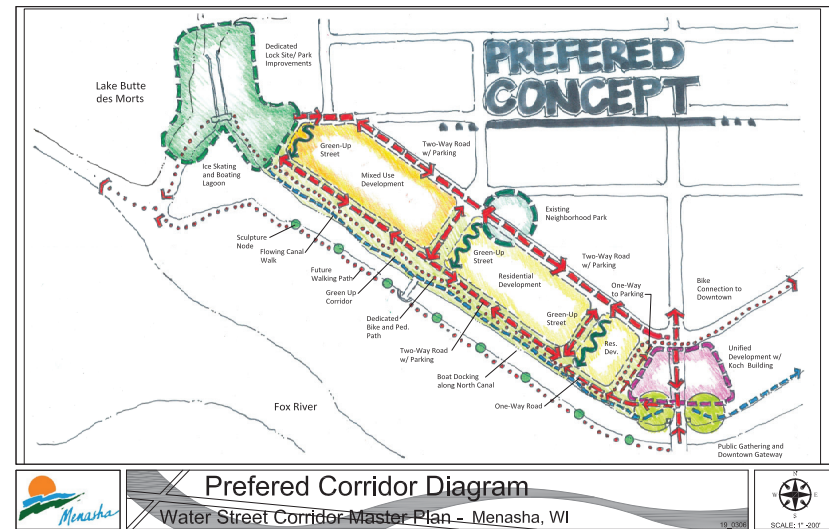 PREFERED
CONCEPT
Dedicated
Lock Site/ Park
Improvements
Lake Butte
des Morts
Green-Up
Street
Two-Way Road
w/ Parking
Mixed Use
Development
Ice Skating
and Boating
Lagoon
Existing
Neighborhood Park
Sculpture
Node
Flowing Canal
Walk
Future
Walking Path
Green Up
Corridor
Green-Up
Street
Two-Way Road
w/ Parking
Residential
Development
One-Way
to Parking
Bike
Connection to
Downtown
Dedicated
Bike and Ped.
Path
Green-Up
Street
Two-Way Road
w/ Parking
Res.
Dev.
Unified
Development w/
Koch Building
Boat Docking
along North Canal
One-Way Road
Fox River
Public Gathering and
Downtown Gateway
Menasha
Prefered Corridor Diagram
Water Street Corridor Master Plan - Menasha, WI
19_0306
N
W E
S
SCALE: 1" -200'